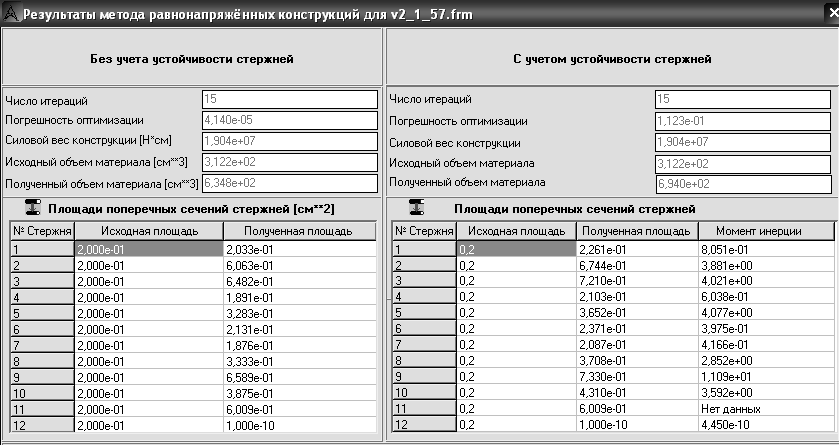 Результаты метода равнонапряжённых конструкций для v2_1_57.frm
Без учета устойчивости стержней
Число итераций 15
Погрешность оптимизации 4,140e-05
Силовой вес конструкции [Н*см] 1,904e+07
Исходный объем материала [см**3] 3,122e+02
Полученный объем материала [см**3] 6,348e+02
Площади поперечных сечений стержней [см**2]
№ Стержня Исходная площадь Полученная площадь
1 2,000e-01 2,033e-01
2 2,000e-01 6,063e-01
3 2,000e-01 6,482e-01
4 2,000e-01 1,891e-01
5 2,000e-01 3,283e-01
6 2,000e-01 2,131e-01
7 2,000e-01 1,876e-01
8 2,000e-01 3,333e-01
9 2,000e-01 6,589e-01
10 2,000e-01 3,875e-01
11 2,000e-01 6,009e-01
12 2,000e-01 1,000e-10
С учетом устойчивости стержней
Число итераций 15
Погрешность оптимизации 1,123e-01
Силовой вес конструкции 1,904e+07
Исходный объем материала 3,122e+02
Полученный объем материала 6,940e+02
Площади поперечных сечений стержней
№ Стержня Исходная площадь Полученная площадь Момент инерции
1 0,2 2,261e-01 8,051e-01
2 0,2 6,744e-01 3,881e+00
3 0,2 7,210e-01 4,021e+00
4 0,2 2,103e-01 6,038e-01
5 0,2 3,652e-01 4,077e+00
6 0,2 2,371e-01 3,975e-01
7 0,2 2,087e-01 4,166e-01
8 0,2 3,708e-01 2,852e+00
9 0,2 7,330e-01 1,109e+01
10 0,2 4,310e-01 3,592e+00
11 0,2 6,009e-01 Нет данных
12 0,2 1,000e-10 4,450e-10